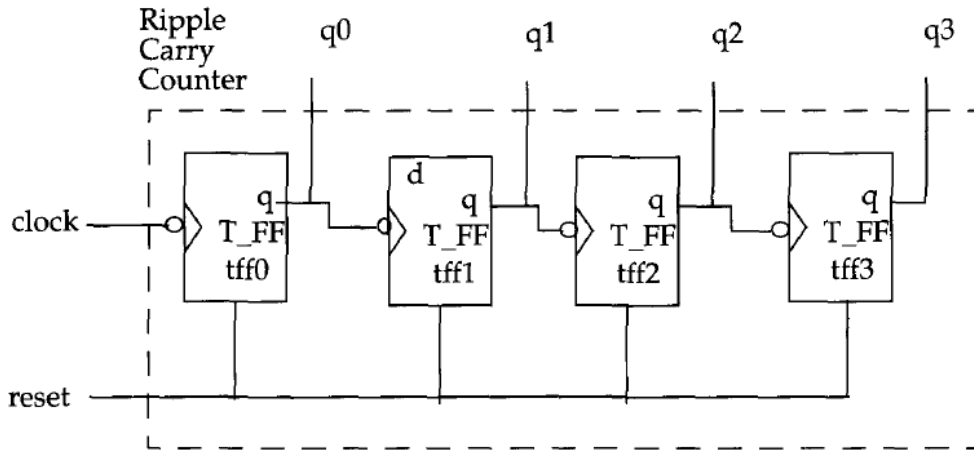 Ripple
Carry
Counter
q0
q1
q2
q3
d
q
q
q
q
clock
T_FF
T_FF
T_FF
T_FF
tff0
tff1
tff2
tff3
reset